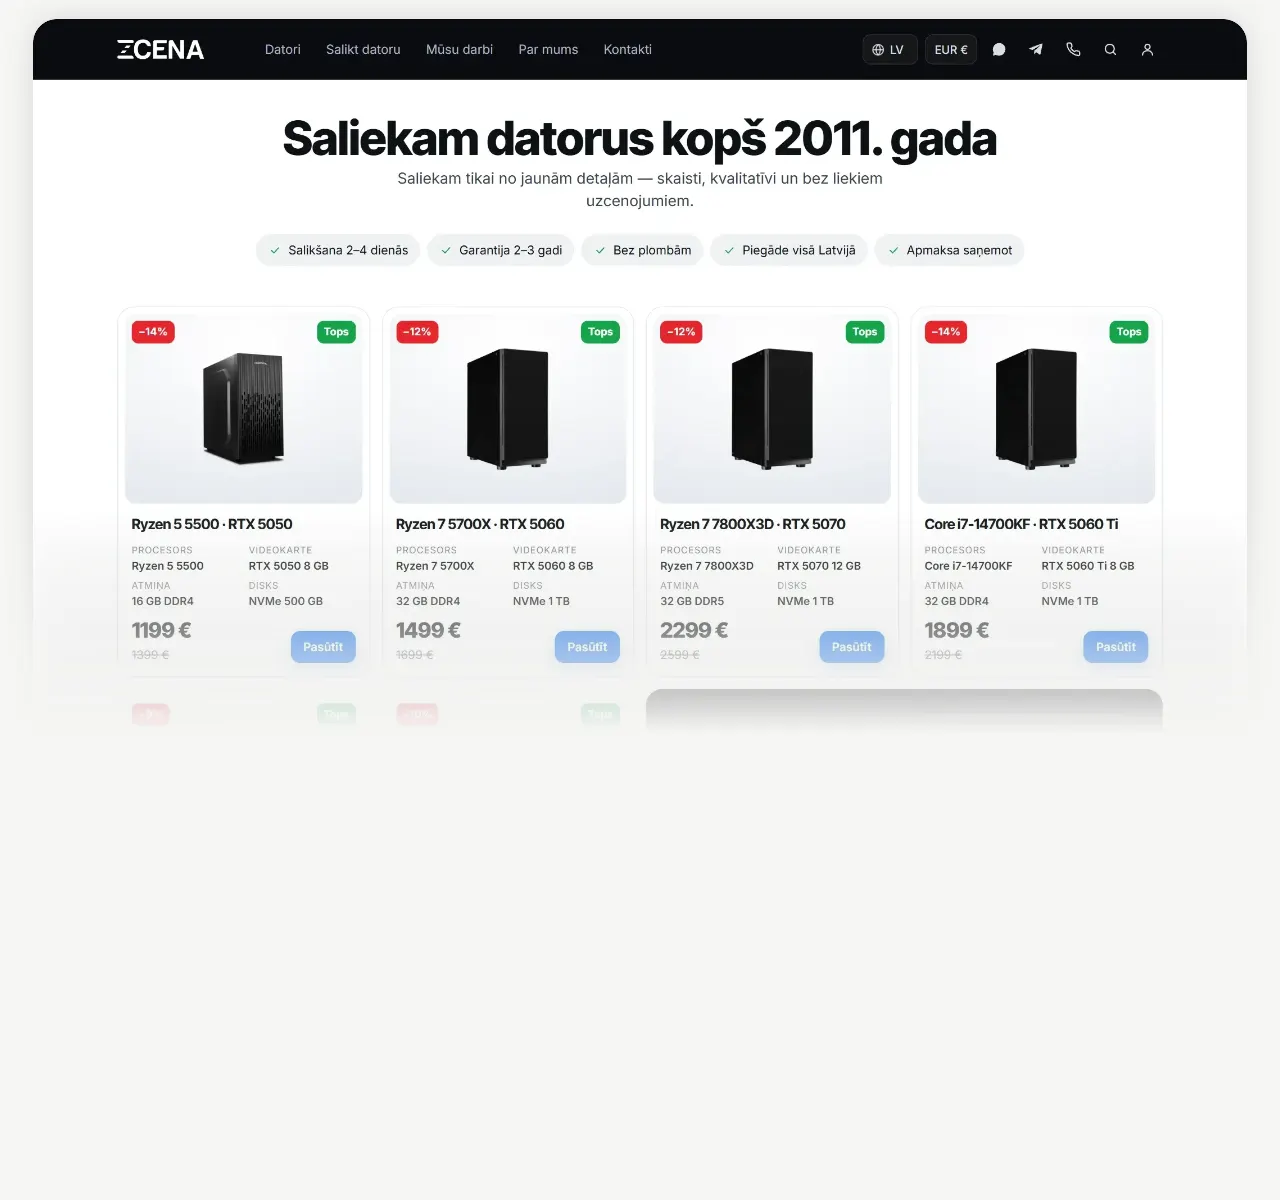 ZCENA
Datori
Salikt datoru
Mūsu darbi
Par mums
Kontakti
LV
EUR €
Saliekam datorus kopš 2011. gada
Saliekam tikai no jaunām detaļām — skaisti, kvalitatīvi un bez liekiem
uzcenojumiem.
Salikšana 2–4 dienās
Garantija 2–3 gadi
Bez plombām
Piegāde visā Latvijā
Apmaksa saņemot
−14%
Tops
Ryzen 5 5500 · RTX 5050
PROCESORS
VIDEOKARTE
Ryzen 5 5500
RTX 5050 8 GB
ATMIŅA
DISKS
16 GB DDR4
NVMe 500 GB
1199 €
1399 €
Pasūtīt
−12%
Tops
Ryzen 7 5700X · RTX 5060
PROCESORS
VIDEOKARTE
Ryzen 7 5700X
RTX 5060 8 GB
ATMIŅA
DISKS
32 GB DDR4
NVMe 1 TB
1499 €
1699 €
Pasūtīt
−12%
Tops
Ryzen 7 7800X3D · RTX 5070
PROCESORS
VIDEOKARTE
Ryzen 7 7800X3D
RTX 5070 12 GB
ATMIŅA
DISKS
32 GB DDR5
NVMe 1 TB
2299 €
2599 €
Pasūtīt
−14%
Tops
Core i7-14700KF · RTX 5060 Ti
PROCESORS
VIDEOKARTE
Core i7-14700KF
RTX 5060 Ti 8 GB
ATMIŅA
DISKS
32 GB DDR4
NVMe 1 TB
1899 €
2199 €
Pasūtīt
Tops
Tops